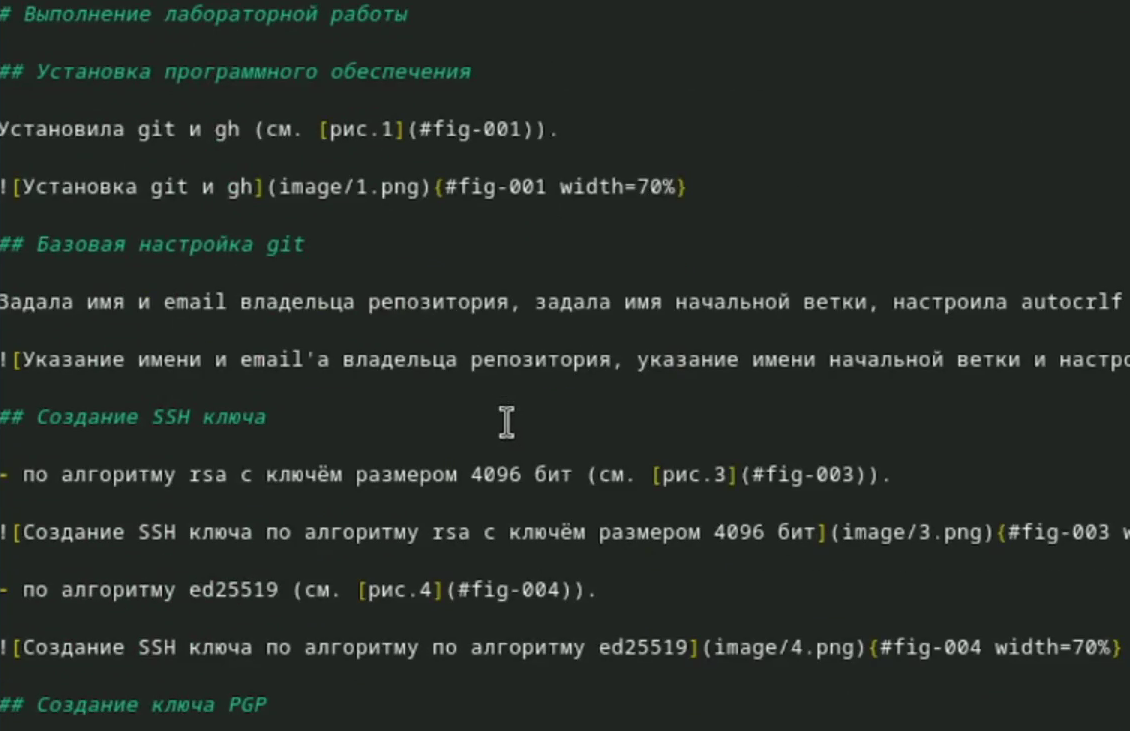 # Выполнение лабораторной работы
## Установка программного обеспечения
Установила git и gh (см. [рис.1](#fig-001)).
![Установка git и gh](image/1.png){#fig-001 width=70%}
## Базовая настройка git
Задала имя и email владельца репозитория, задала имя начальной ветки, настроила autocrlf
![Указание имени и email'а владельца репозитория, указание имени начальной ветки и настро
## Создание SSH ключа
- по алгоритму rsa с ключём размером 4096 бит (см. [рис.3](#fig-003)).
![Создание SSH ключа по алгоритму rsa с ключём размером 4096 бит](image/3.png){#fig-003 w
- по алгоритму ed25519 (см. [рис.4](#fig-004)).
![Создание SSH ключа по алгоритму по алгоритму ed25519](image/4.png){#fig-004 width=70%}
## Создание ключа PGP